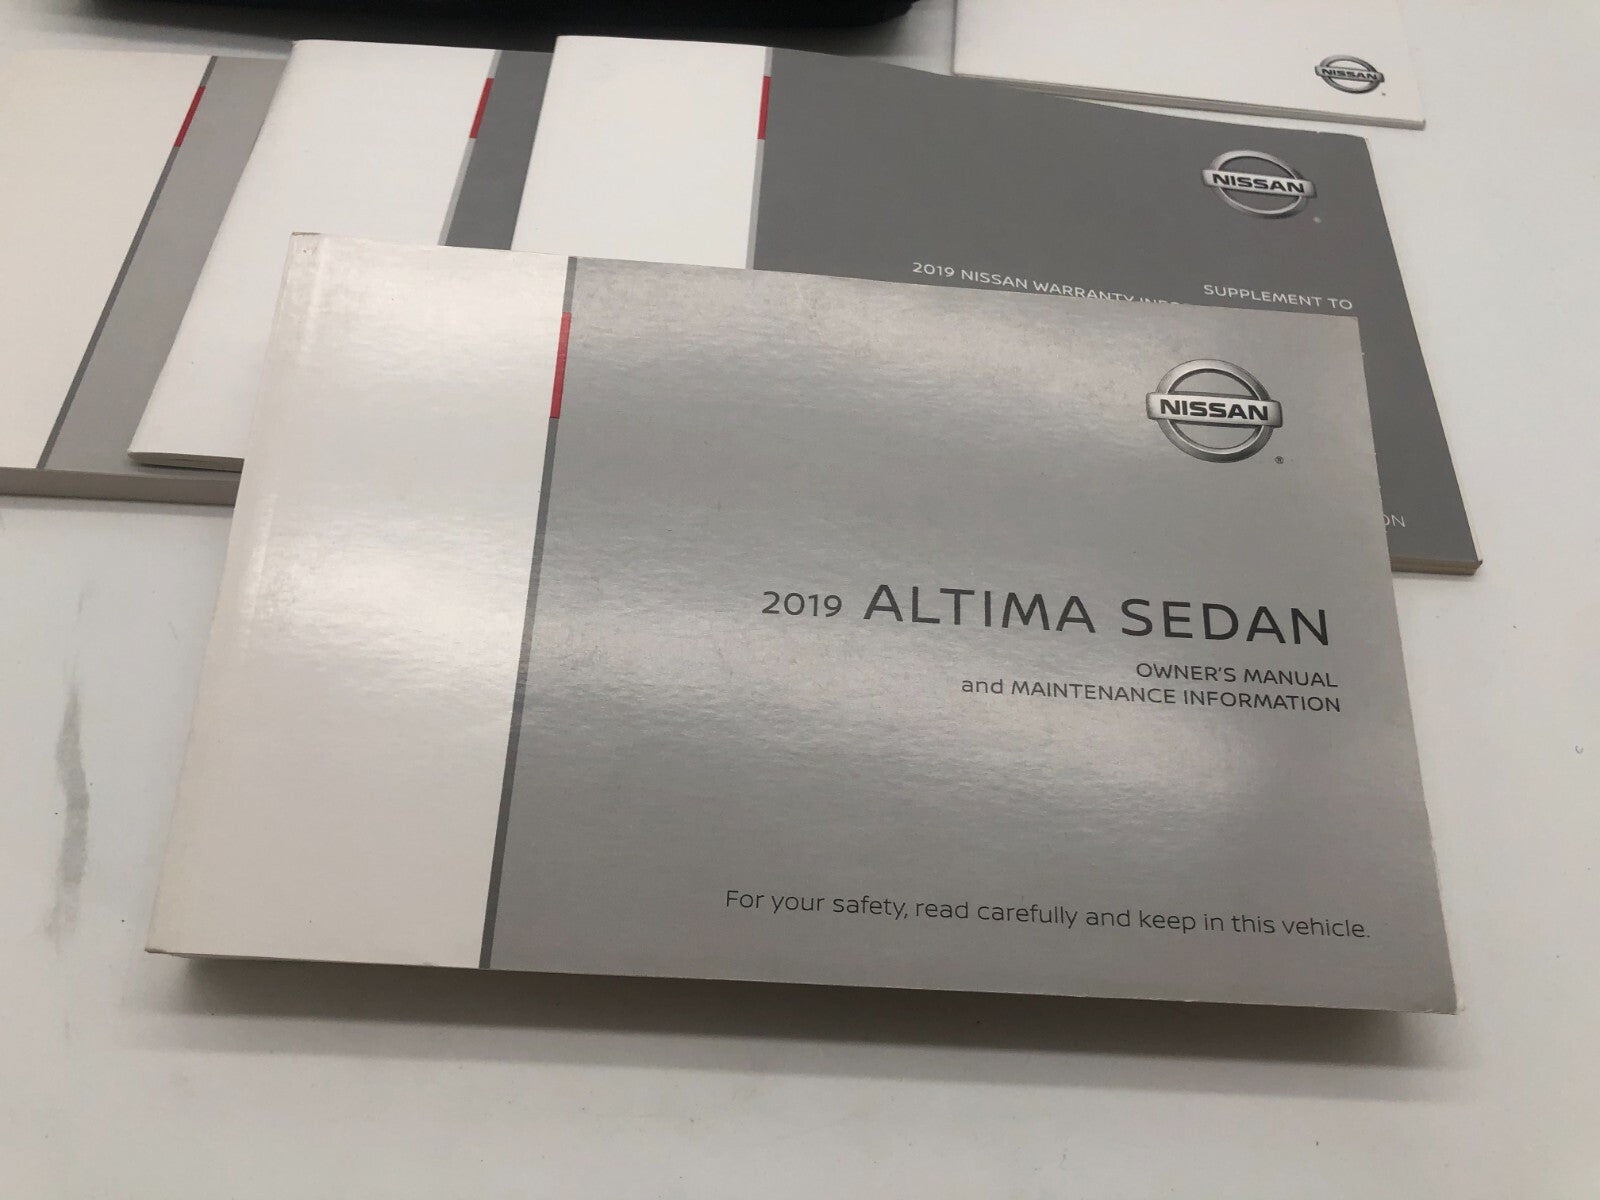 NISSAN
NISSAN
2019 NISSAN WARRANTY
SUPPLEMENT TO
NISSAN
2019 ALTIMA SEDAN
OWNER'S MANUAL
and MAINTENANCE INFORMATION
For your safety, read carefully and keep in this vehicle.